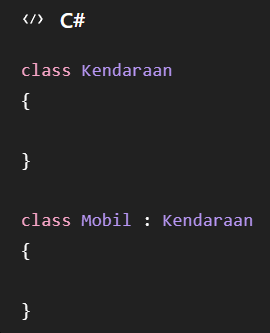 </> C#
class Kendaraan
{
}
class Mobil : Kendaraan
{
}